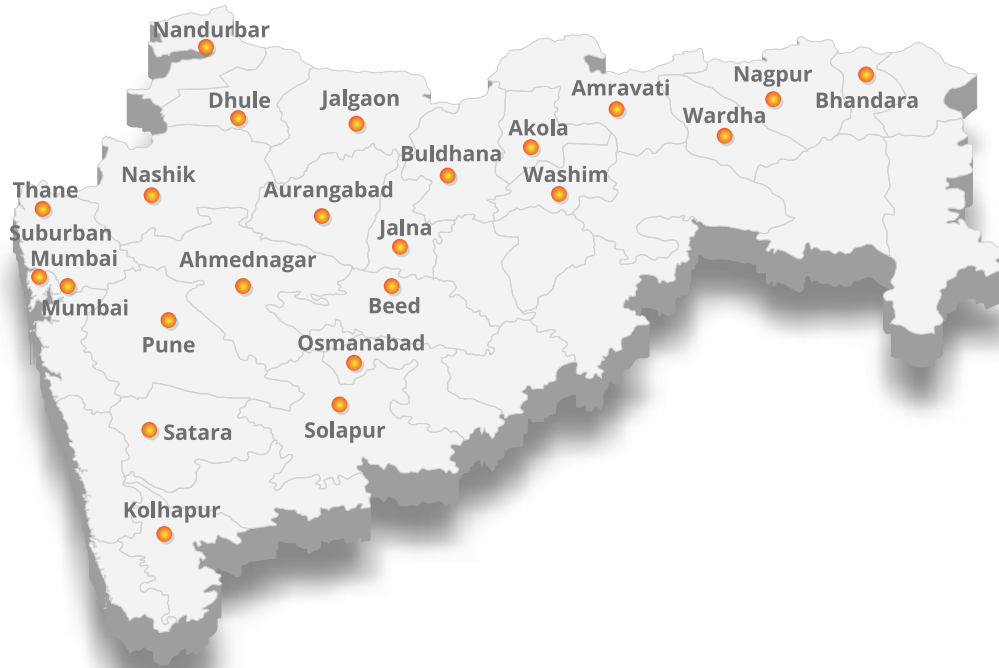 Nandurbar
Nagpur
Amravati
Bhandara
Dhule
Jalgaon
Wardha
Akola
Buldhana
Nashik
Washim
Thane
Aurangabad
Jalna
Suburban
Mumbai
Ahmednagar
Mumbai
Beed
Pune
Osmanabad
Satara
Solapur
Kolhapur